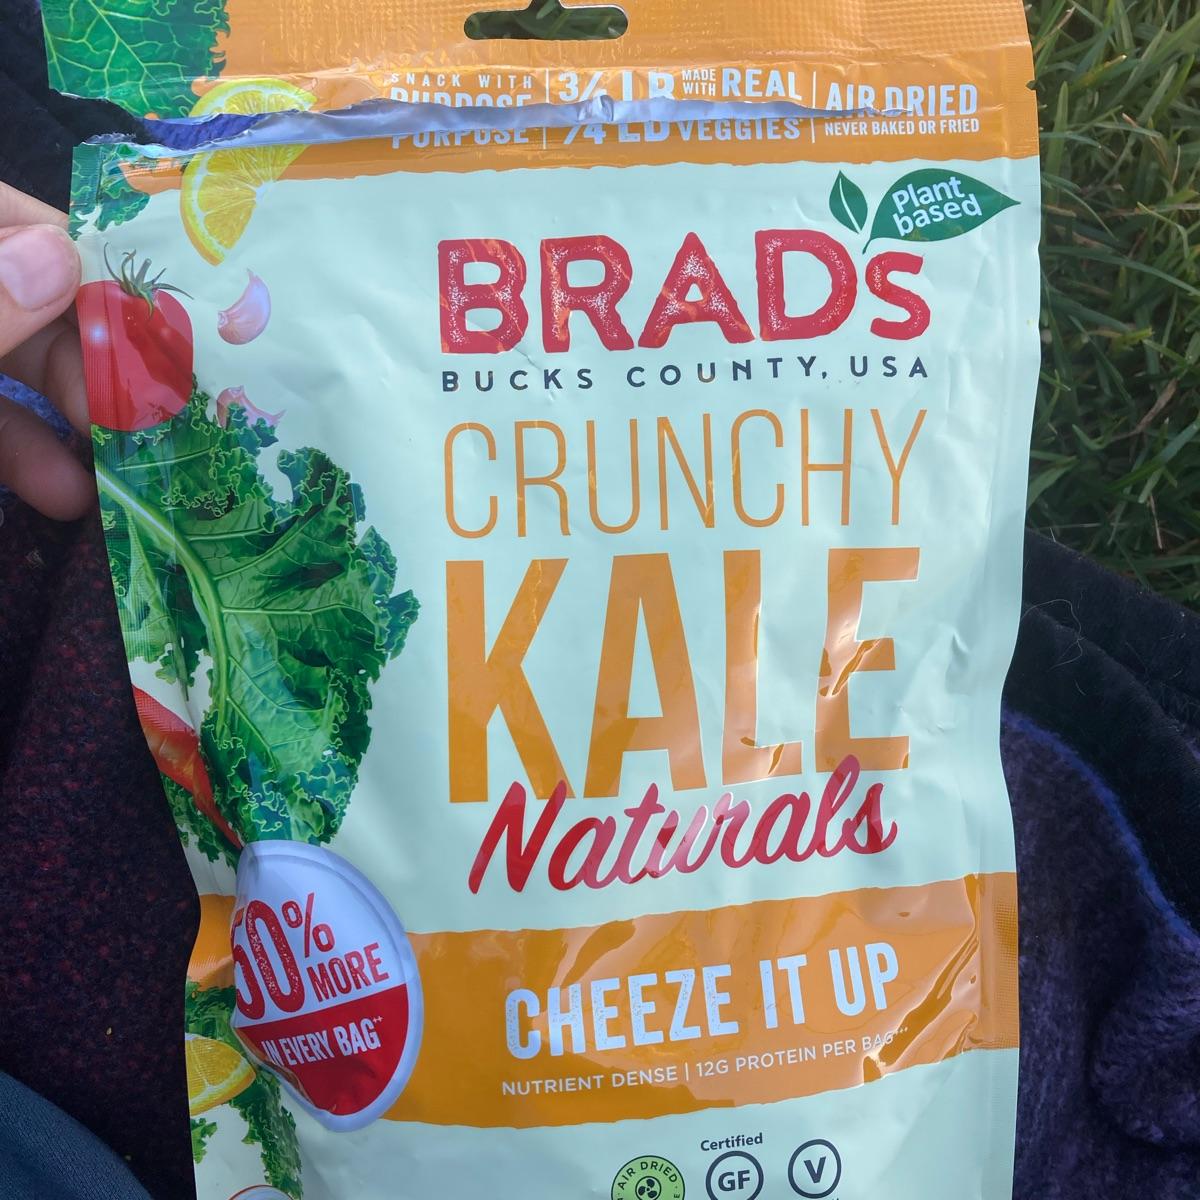 SNACK WITH
PURPOSE
3/4 LB
MADE
WITH REAL
VEGGIES*
AIR DRIED
NEVER BAKED OR FRIED
Plant
based
BRADS
BUCKS COUNTY, USA
CRUNCHY
KALE
Naturals
50%
MORE
IN EVERY BAG++
CHEEZE IT UP
NUTRIENT DENSE | 12G PROTEIN PER BAG***
Certified
GF
V
AIR DRIED